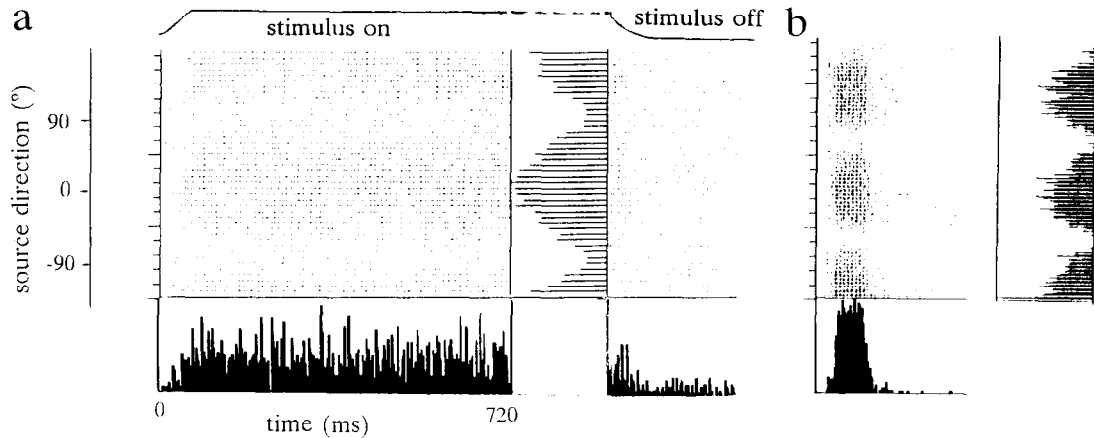 a
stimulus on
stimulus off
b
source direction (°)
90
0
-90
0
720
time (ms)